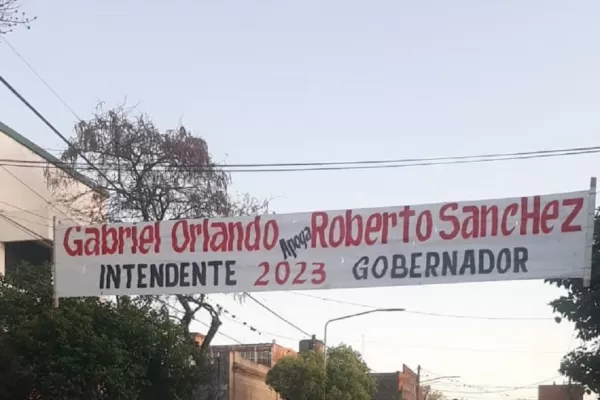 Gabriel Orlando Apoya Roberto SancHez
INTENDENTE 2023 GOBERNADOR